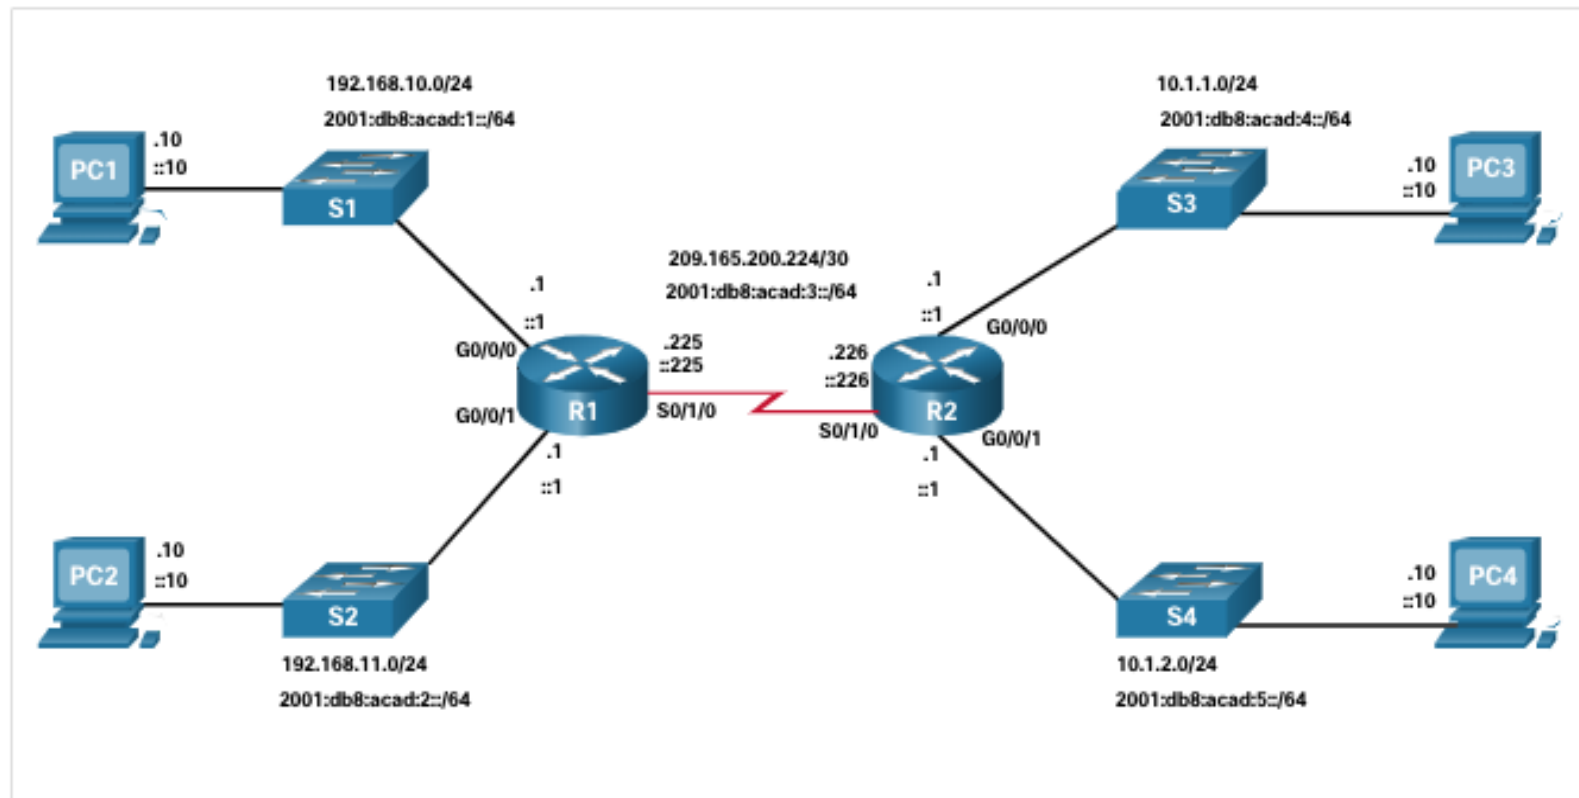 192.168.10.0/24
2001:db8:acad:1::/64
10.1.1.0/24
2001:db8:acad:4::/64
PC1
.10
::10
S1
S3
.10
::10
PC3
209.165.200.224/30
2001:db8:acad:3::/64
.1
::1
G0/0/0
.225
::225
R1
S0/1/0
G0/0/1
.1
::1
.1
::1
G0/0/0
.226
::226
R2
S0/1/0
G0/0/1
.1
::1
PC2
.10
::10
S2
192.168.11.0/24
2001:db8:acad:2::/64
S4
.10
::10
PC4
10.1.2.0/24
2001:db8:acad:5::/64